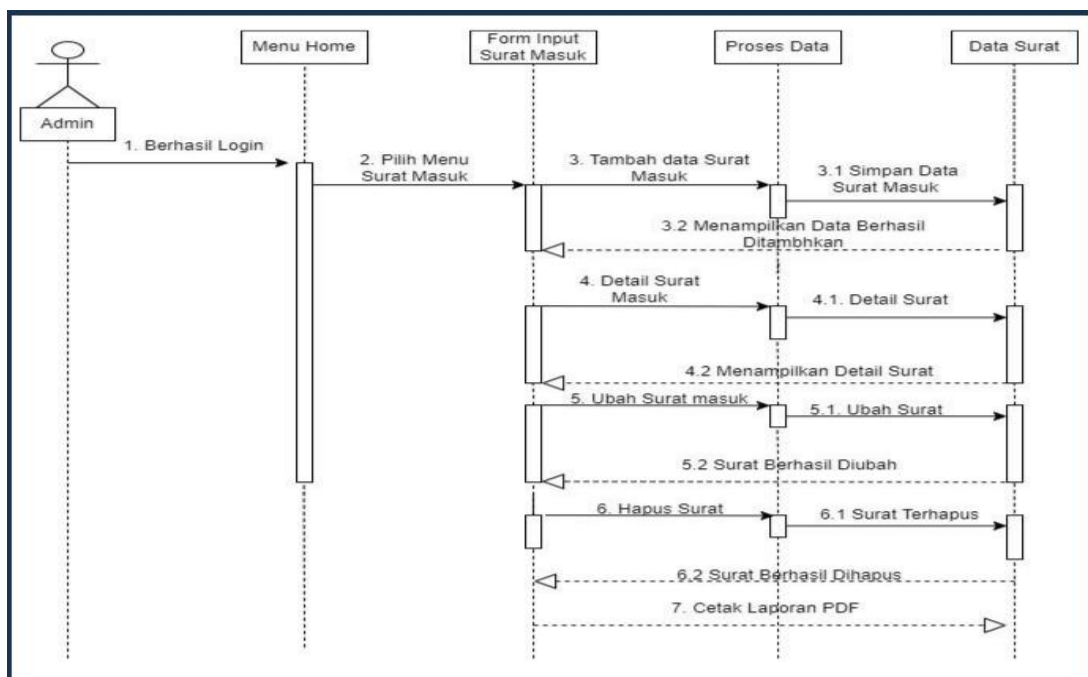 Menu Home
Form Input
Surat Masuk
Proses Data
Data Surat
Admin
1. Berhasil Login
2. Pilih Menu
Surat Masuk
3. Tambah data Surat
Masuk
3.1 Simpan Data
Surat Masuk
3.2 Menampilkan Data Berhasil
Ditambhkan
4. Detail Surat
Masuk
4.1. Detail Surat
4.2 Menampilkan Detail Surat
5. Ubah Surat masuk
5.1. Ubah Surat
5.2 Surat Berhasil Diubah
6. Hapus Surat
6.1 Surat Terhapus
6.2 Surat Berhasil Dihapus
7. Cetak Laporan PDF